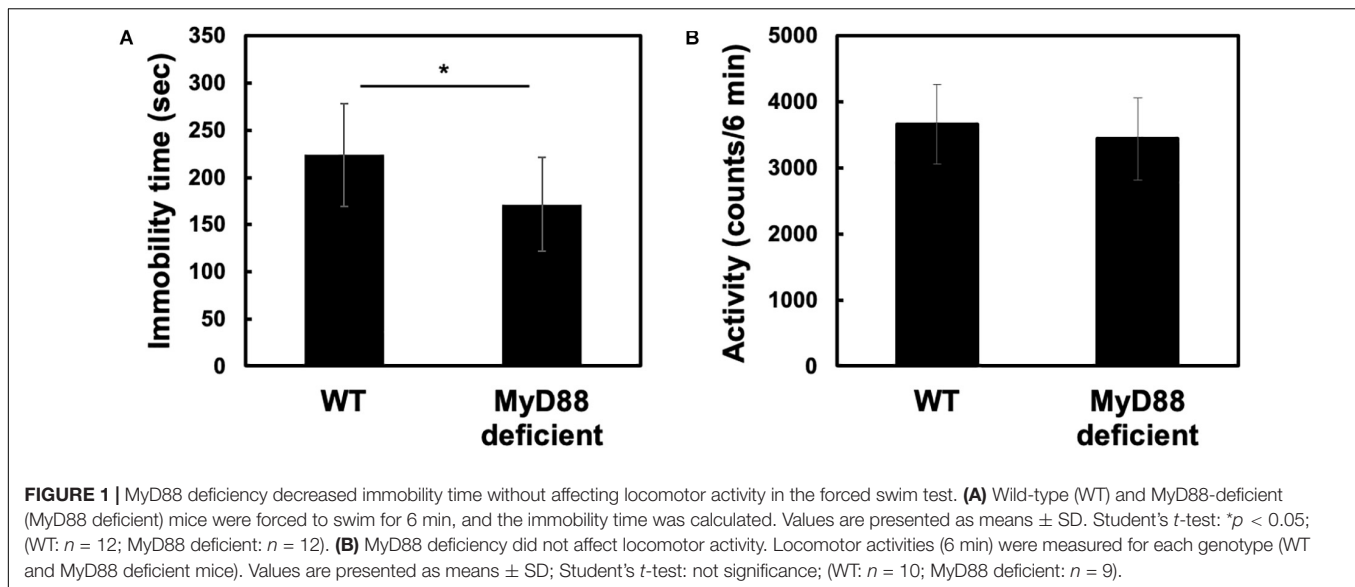 A
350
300
250
200
150
100
50
0
Immobility time (sec)
*
WT
MyD88
deficient
B
5000
4000
3000
2000
1000
0
Activity (counts/6 min)
WT
MyD88
deficient
FIGURE 1 | MyD88 deficiency decreased immobility time without affecting locomotor activity in the forced swim test. (A) Wild-type (WT) and MyD88-deficient
(MyD88 deficient) mice were forced to swim for 6 min, and the immobility time was calculated. Values are presented as means ± SD. Student's t-test: *p < 0.05;
(WT: n = 12; MyD88 deficient: n = 12). (B) MyD88 deficiency did not affect locomotor activity. Locomotor activities (6 min) were measured for each genotype (WT
and MyD88 deficient mice). Values are presented as means ± SD; Student's t-test: not significance; (WT: n = 10; MyD88 deficient: n = 9).